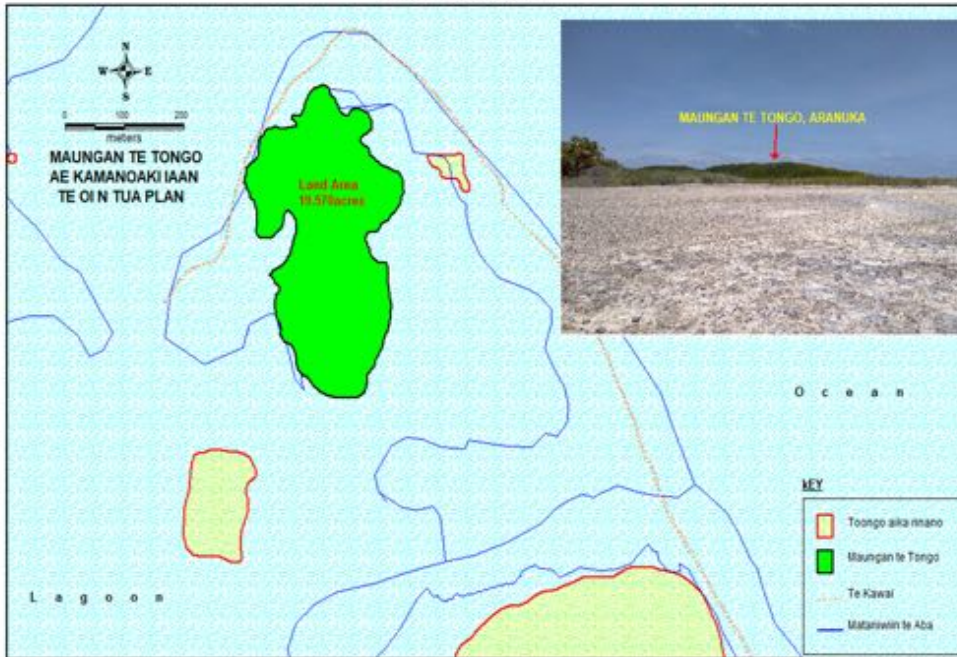 N
W E
S
0 100 200
meters
MAUNGAN TE TONGO
AE KAMANOAKI IAAN
TE OI N TUA PLAN
Land Area
19.570acres
MAUNGAN TE TONGO, ARANUKA
O c e a n
L a g o o n
kEY
Toongo aika rinano
Maungan te Tongo
Te Kawai
Mataniwiin te Aba